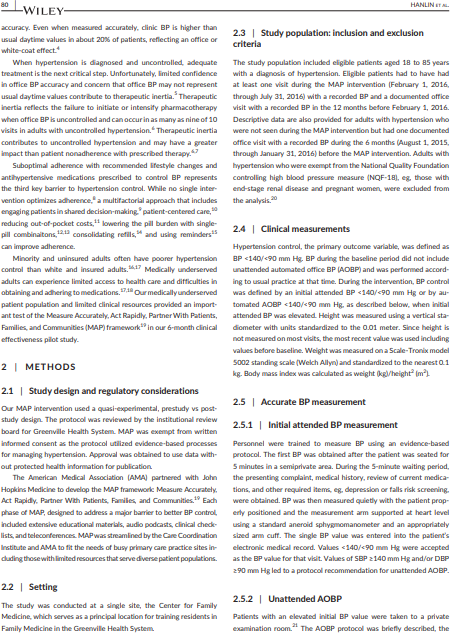 80
WILEY
HANLIN ET AL.
accuracy. Even when measured accurately, clinic BP is higher than
usual daytime values in about 20% of patients, reflecting an office or
white-coat effect.4
When hypertension is diagnosed and uncontrolled, adequate
treatment is the next critical step. Unfortunately, limited confidence
in office BP accuracy and concern that office BP may not represent
usual daytime values contribute to therapeutic inertia.5 Therapeutic
inertia reflects the failure to initiate or intensify pharmacotherapy
when office BP is uncontrolled and can occur in as many as nine of 10
visits in adults with uncontrolled hypertension.6 Therapeutic inertia
contributes to uncontrolled hypertension and may have a greater
impact than patient nonadherence with prescribed therapy.6,7
Suboptimal adherence with recommended lifestyle changes and
antihypertensive medications prescribed to control BP represents
the third key barrier to hypertension control. While no single inter-
vention optimizes adherence,8 a multifactorial approach that includes
engaging patients in shared decision-making,9 patient-centered care,10
reducing out-of-pocket costs,11 lowering the pill burden with single-
pill combinations,12,13 consolidating refills,14 and using reminders15
can improve adherence.
Minority and uninsured adults often have poorer hypertension
control than white and insured adults.16,17 Medically underserved
adults can experience limited access to health care and difficulties in
obtaining and adhering to medications.17,18 Our medically underserved
patient population and limited clinical resources provided an import-
ant test of the Measure Accurately, Act Rapidly, Partner With Patients,
Families, and Communities (MAP) framework19 in our 6-month clinical
effectiveness pilot study.
2 | METHODS
2.1 | Study design and regulatory considerations
Our MAP intervention used a quasi-experimental, prestudy vs post-
study design. The protocol was reviewed by the institutional review
board for Greenville Health System. MAP was exempt from written
informed consent as the protocol utilized evidence-based processes
for managing hypertension. Approval was obtained to use data with-
out protected health information for publication.
The American Medical Association (AMA) partnered with John
Hopkins Medicine to develop the MAP framework: Measure Accurately,
Act Rapidly, Partner With Patients, Families, and Communities.19 Each
phase of MAP, designed to address a major barrier to better BP control,
included extensive educational materials, audio podcasts, clinical check-
lists, and teleconferences. MAP was streamlined by the Care Coordination
Institute and AMA to fit the needs of busy primary care practice sites in-
cluding those with limited resources that serve diverse patient populations.
2.2 | Setting
The study was conducted at a single site, the Center for Family
Medicine, which serves as a principal location for training residents in
Family Medicine in the Greenville Health System.
2.3 | Study population: inclusion and exclusion
criteria
The study population included eligible patients aged 18 to 85 years
with a diagnosis of hypertension. Eligible patients had to have had
at least one visit during the MAP intervention (February 1, 2016,
through July 31, 2016) with a recorded BP and a documented office
visit with a recorded BP in the 12 months before February 1, 2016.
Descriptive data are also provided for adults with hypertension who
were not seen during the MAP intervention but had one documented
office visit with a recorded BP during the 6 months (August 1, 2015,
through January 31, 2016) before the MAP intervention. Adults with
hypertension who were exempt from the National Quality Foundation
controlling high blood pressure measure (NQF-18), eg, those with
end-stage renal disease and pregnant women, were excluded from
the analysis.20
2.4 | Clinical measurements
Hypertension control, the primary outcome variable, was defined as
BP <140/<90 mm Hg. BP during the baseline period did not include
unattended automated office BP (AOBP) and was performed accord-
ing to usual practice at that time. During the intervention, BP control
was defined by an initial attended BP <140/<90 mm Hg or by au-
tomated AOBP <140/<90 mm Hg, as described below, when initial
attended BP was elevated. Height was measured using a vertical sta-
diometer with units standardized to the 0.01 meter. Since height is
not measured on most visits, the most recent value was used including
values before baseline. Weight was measured on a Scale-Tronix model
5002 standing scale (Welch Allyn) and standardized to the nearest 0.1
kg. Body mass index was calculated as weight (kg)/height2 (m2).
2.5 | Accurate BP measurement
2.5.1 | Initial attended BP measurement
Personnel were trained to measure BP using an evidence-based
protocol. The first BP was obtained after the patient was seated for
5 minutes in a semiprivate area. During the 5-minute waiting period,
the presenting complaint, medical history, review of current medica-
tions, and other required items, eg, depression or falls risk screening,
were obtained. BP was then measured quietly with the patient prop-
erly positioned and the measurement arm supported at heart level
using a standard aneroid sphygmomanometer and an appropriately
sized arm cuff. The single BP value was entered into the patient's
electronic medical record. Values <140/<90 mm Hg were accepted
as the BP value for that visit. Values of SBP ≥140 mm Hg and/or DBP
≥90 mm Hg led to a protocol recommendation for unattended AOBP.
2.5.2 | Unattended AOBP
Patients with an elevated initial BP value were taken to a private
examination room.21 The AOBP protocol was briefly described, the